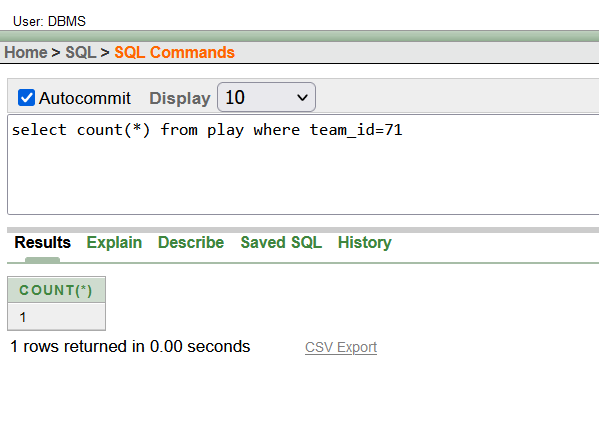 User: DBMS
Home > SQL > SQL Commands
Autocommit Display 10
select count(*) from play where team_id=71
Results Explain Describe Saved SQL History
COUNT(*)
1
1 rows returned in 0.00 seconds CSV Export